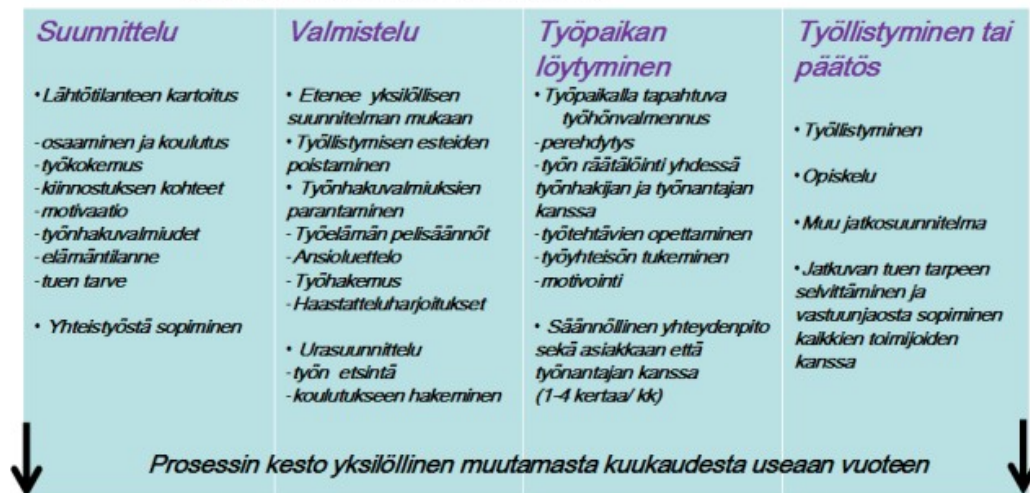 Suunnittelu
• Lähtötilanteen kartoitus
- osaaminen ja koulutus
- työkokemus
- kiinnostuksen kohteet
- motivaatio
- työnhakuvalmiudet
- elämäntilanne
- tuen tarve
• Yhteistyöstä sopiminen
Valmistelu
• Etenee yksilöllisen
suunnitelman mukaan
• Työllistymisen esteiden
poistaminen
• Työnhakuvalmiuksien
parantaminen
- Työelämän pelisäännöt
- Ansioluettelo
- Työhakemus
- Haastatteluharjoitukset
• Urasuunnittelu
- työn etsintä
- koulutukseen hakeminen
Työpaikan
löytyminen
• Työpaikalla tapahtuva
työhönvalmennus
- perehdytys
- työn räätälöinti yhdessä
työnhakijan ja työnantajan
kanssa
- työtehtävien opettaminen
- työyhteisön tukeminen
- motivointi
• Säännöllinen yhteydenpito
sekä asiakkaan että
työnantajan kanssa
(1-4 kertaa/ kk)
Työllistyminen tai
päätös
• Työllistyminen
• Opiskelu
• Muu jatkosuunnitelma
• Jatkuvan tuen tarpeen
selvittäminen ja
vastuunjaosta sopiminen
kaikkien toimijoiden
kanssa
Prosessin kesto yksilöllinen muutamasta kuukaudesta useaan vuoteen